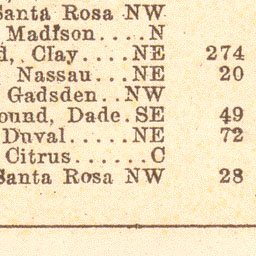 Santa Rosa NW
Madison....N
d, Clay....NE 274
Nassau...NE 20
Gadsden..NW
ound, Dade.SE 49
Duval.....NE 72
Citrus......C
Santa Rosa NW 28